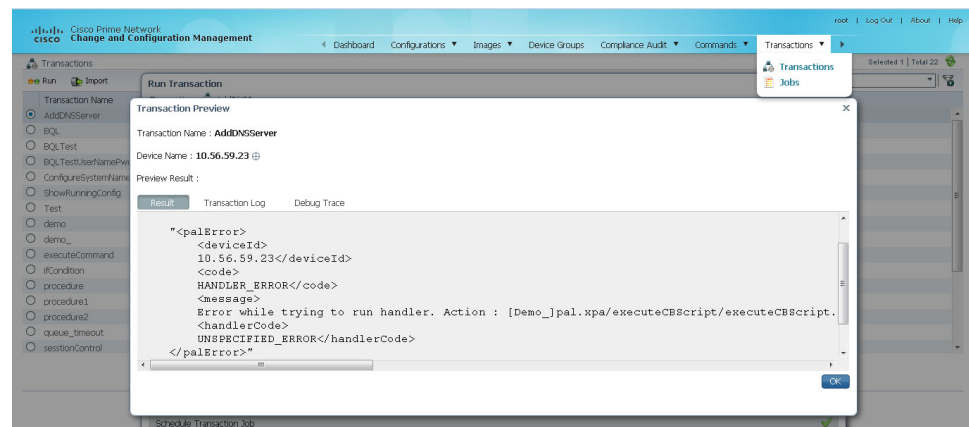 root | Log Out | About | Help
Cisco Prime Network
cisco Change and Configuration Management
Dashboard Configurations ▼ Images ▼ Device Groups Compliance Audit ▼ Commands ▼ Transactions ▼
Transactions
Selected 1 | Total 22
Transactions
Jobs
Run Import
Run Transaction
Transaction Name
AddDNSServer
BQL
BQLTest
BQLTestUserNamePw
ConfigureSystemName
ShowRunningConfig
Test
demo
demo_
executeCommand
ifCondition
procedure
procedure1
procedure2
queue_timeout
sesstionControl
Transaction Preview
Transaction Name : AddDNSServer
Device Name : 10.56.59.23
Preview Result :
Result Transaction Log Debug Trace
"<palError>
<deviceId>
10.56.59.23</deviceId>
<code>
HANDLER_ERROR</code>
<message>
Error while trying to run handler. Action : [Demo_]pal.xpa/executeCBScript/executeCBScript.
<handlerCode>
UNSPECIFIED_ERROR</handlerCode>
</palError>"
OK
Schedule Transaction Job